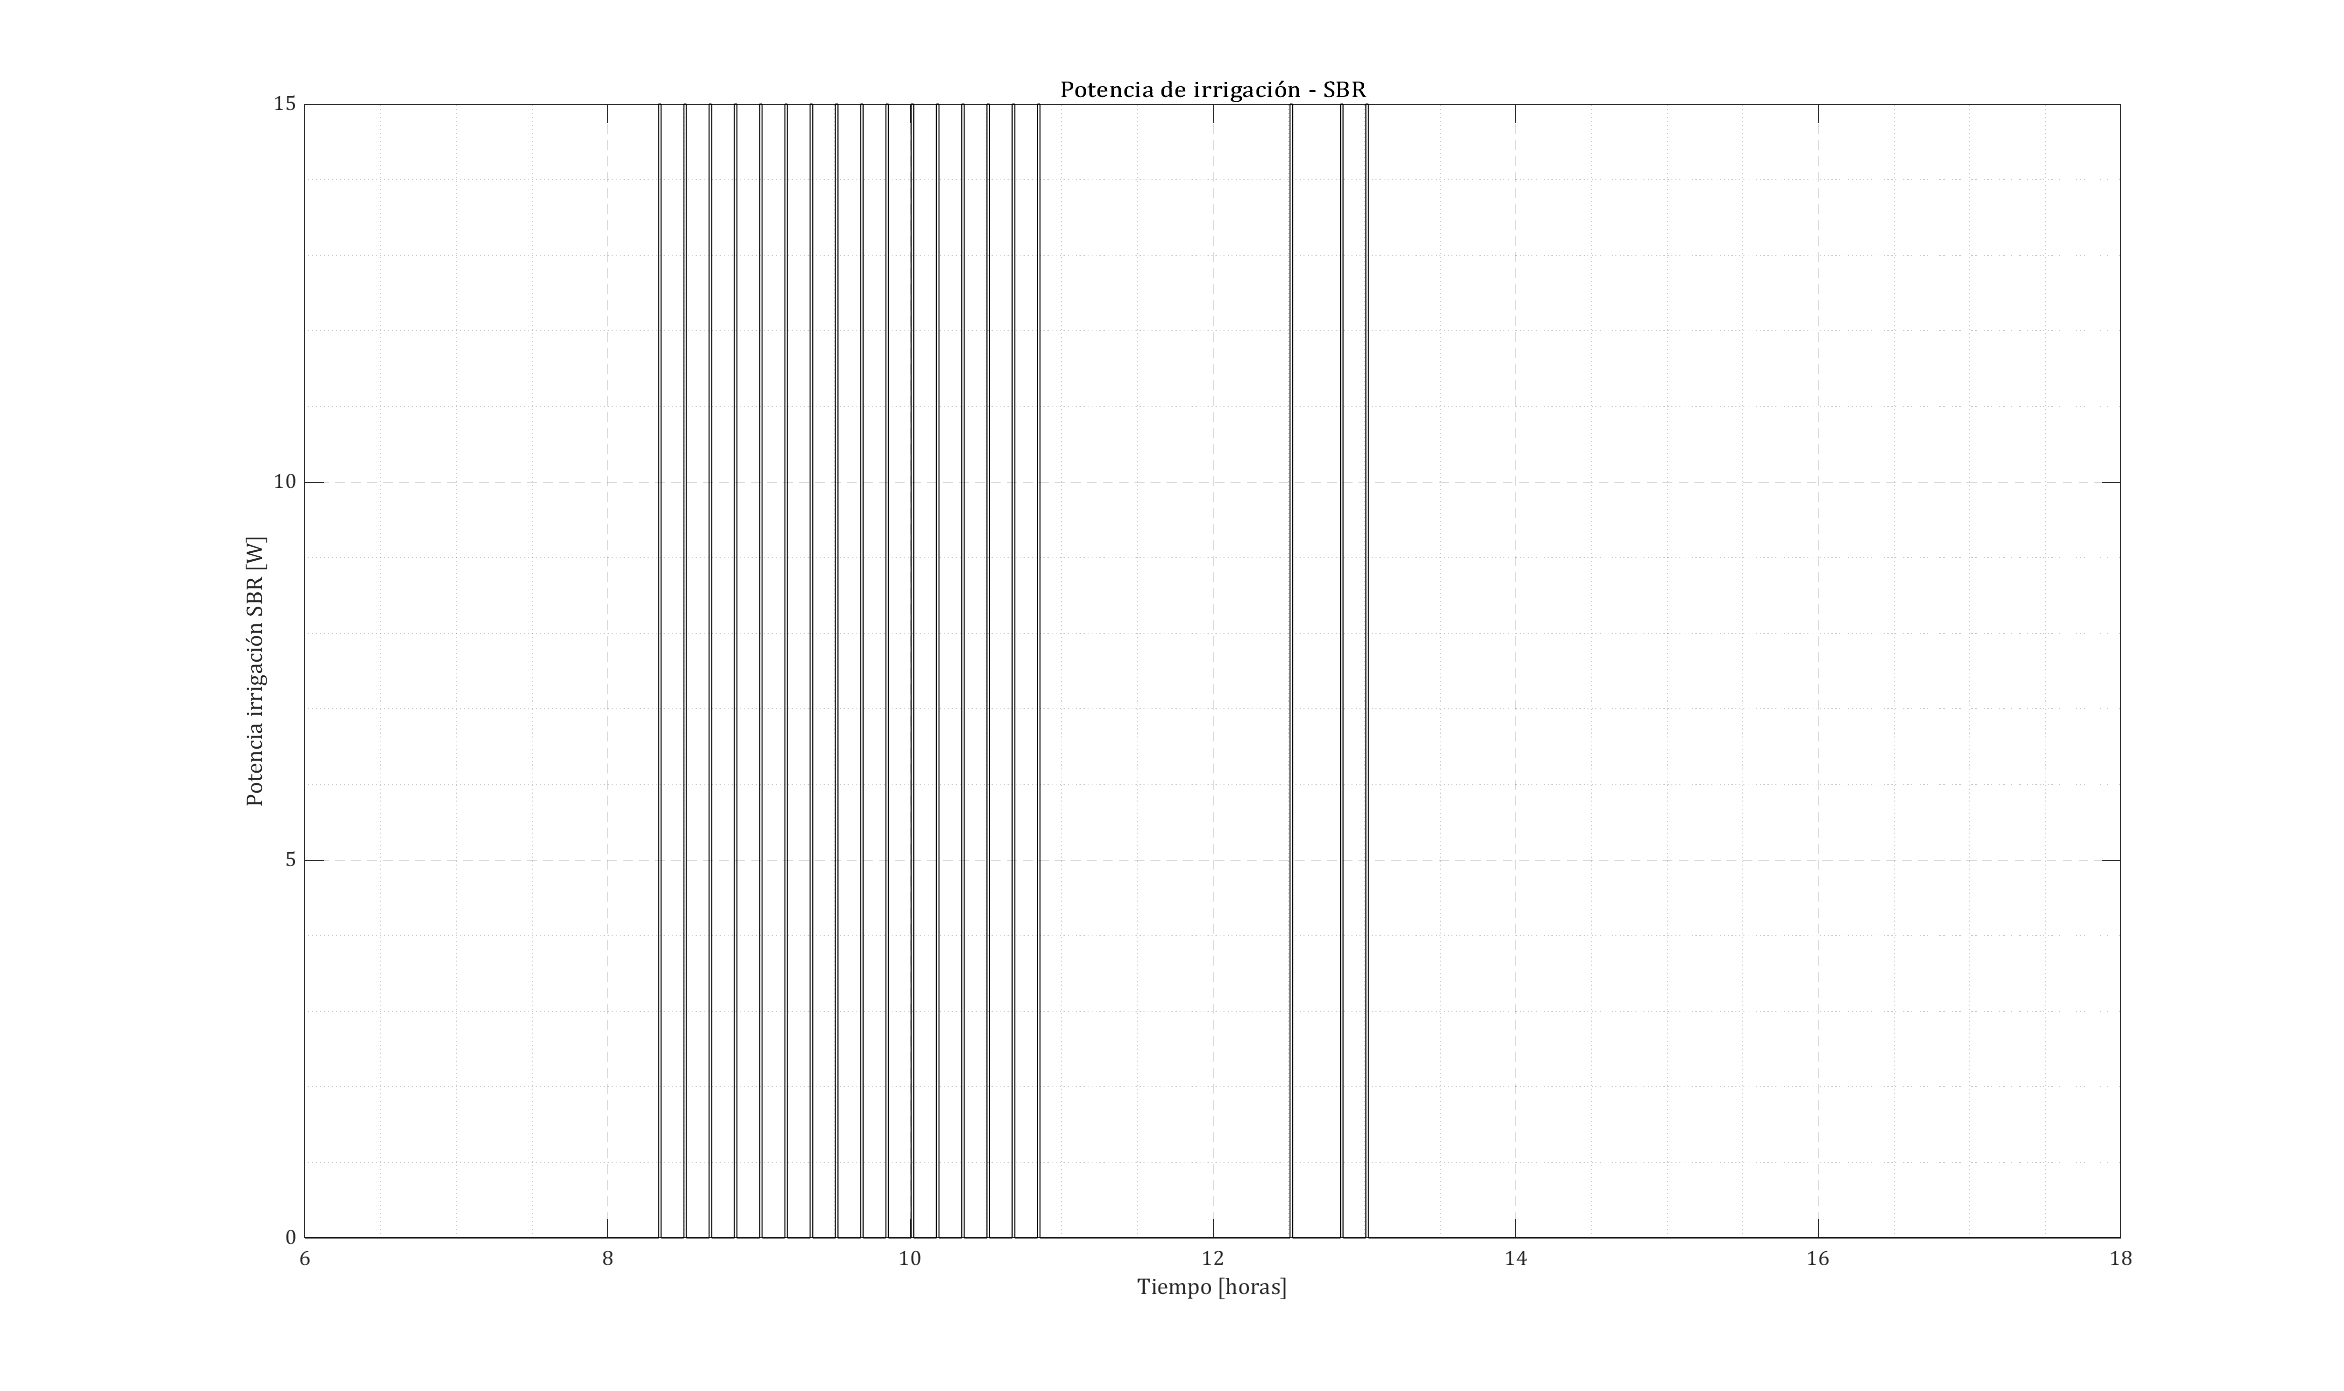 Potencia de irrigación - SBR
15
10
5
0
Potencia irrigación SBR [W]
6 8 10 12 14 16 18
Tiempo [horas]